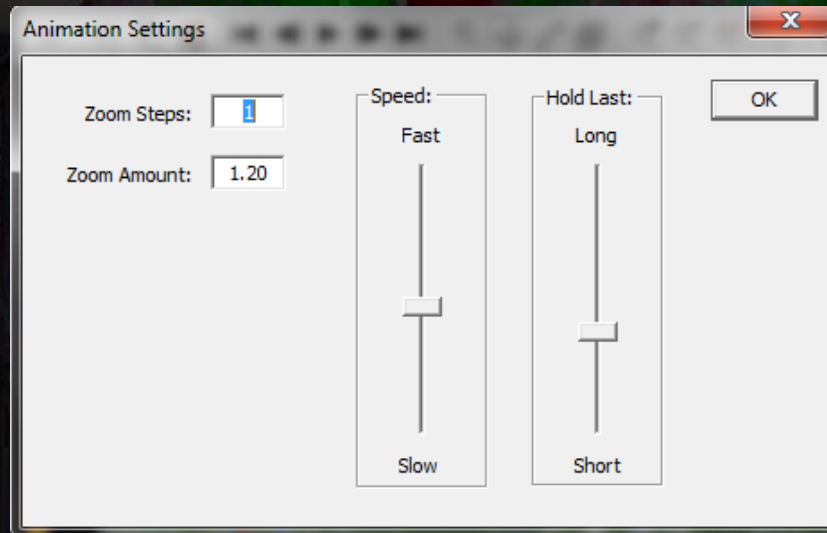 Animation Settings
Zoom Steps: 1
Zoom Amount: 1.20
Speed:
Fast
Slow
Hold Last:
Long
Short
OK